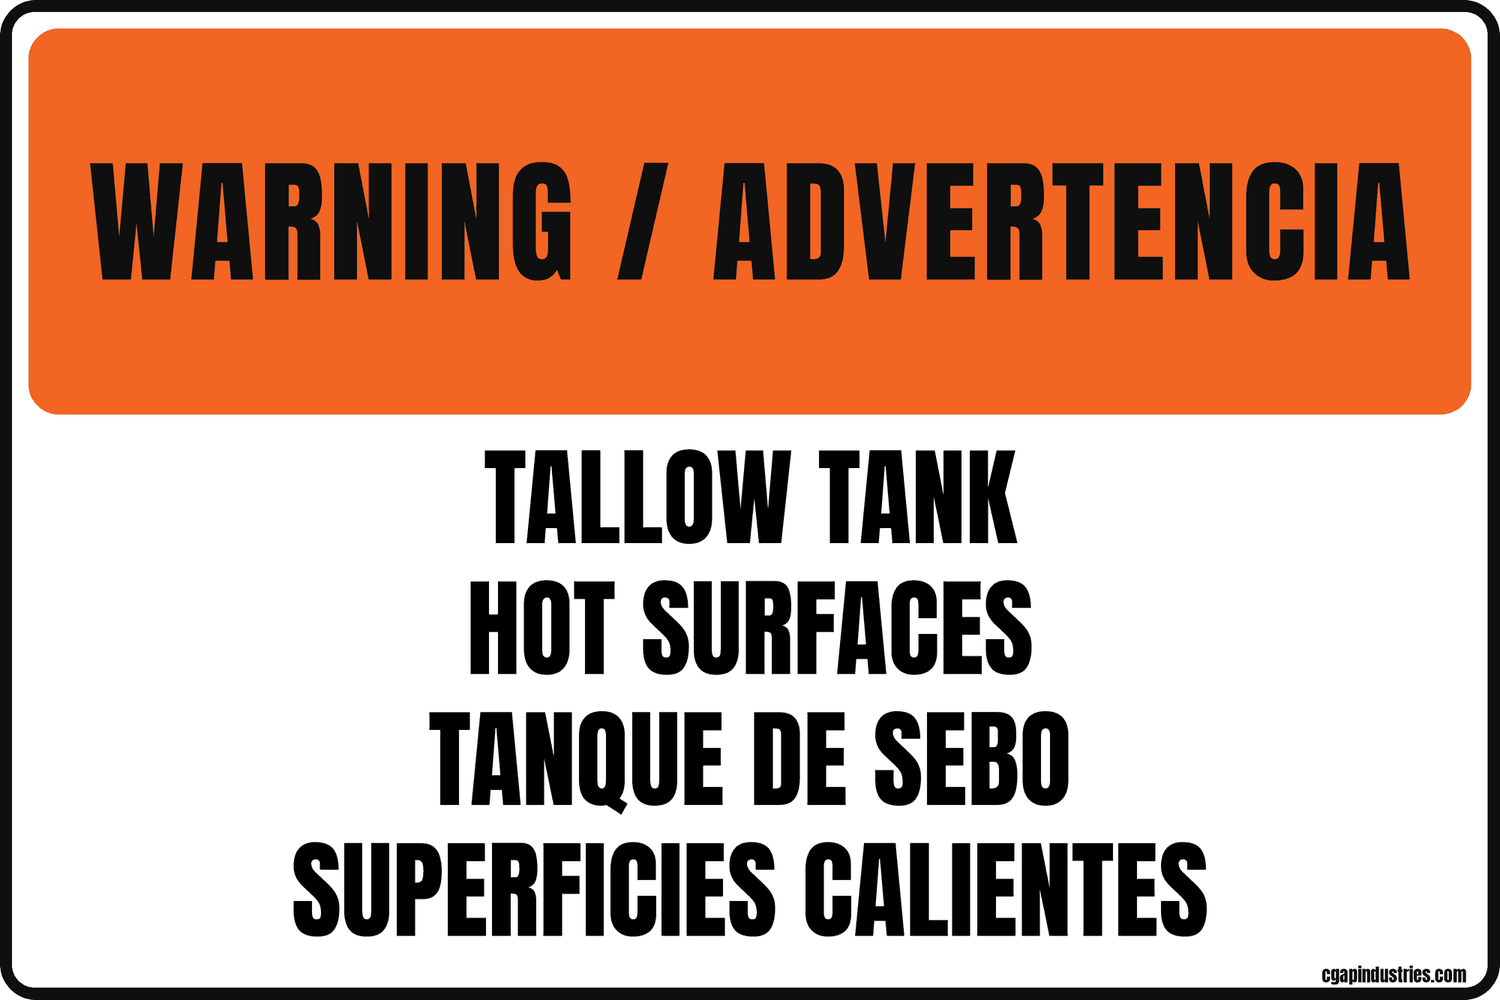 WARNING / ADVERTENCIA
TALLOW TANK
HOT SURFACES
TANQUE DE SEBO
SUPERFICIES CALIENTES
cgapindustries.com